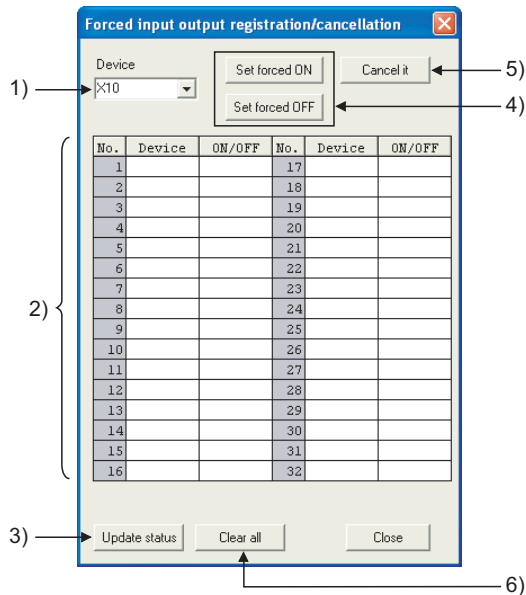 Forced input output registration/cancellation
Device
Set forced ON
Cancel it
5)
1)
X10
Set forced OFF
4)
No. Device ON/OFF No. Device ON/OFF
1 17
2 18
3 19
4 20
5 21
6 22
7 23
2)
8 24
9 25
10 26
11 27
12 28
13 29
14 30
15 31
16 32
3)
Update status
Clear all
Close
6)